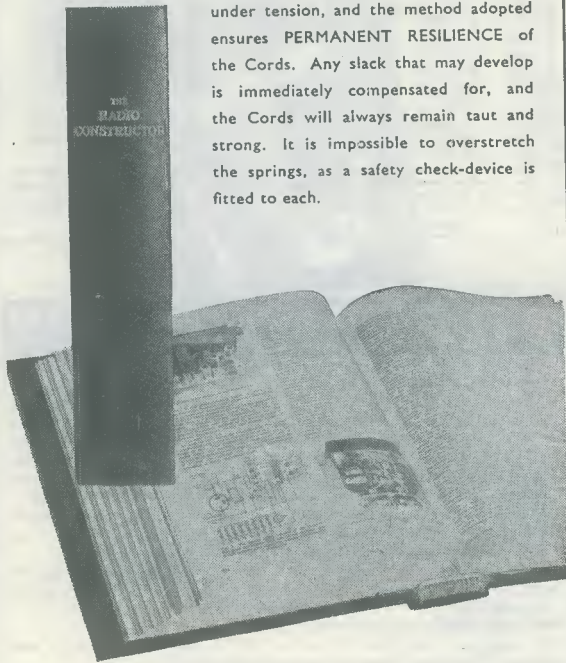 under tension, and the method adopted
ensures PERMANENT RESILIENCE of
the Cords. Any slack that may develop
is immediately compensated for, and
the Cords will always remain taut and
strong. It is impossible to overstretch
the springs, as a safety check-device is
fitted to each.
THE
RADIO
CONSTRUCTOR